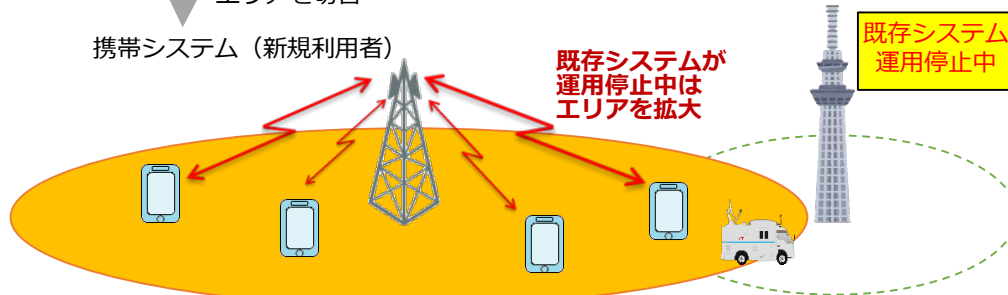 携帯システム（新規利用者）
既存システムが
運用停止中は
エリアを拡大
既存システム
運用停止中